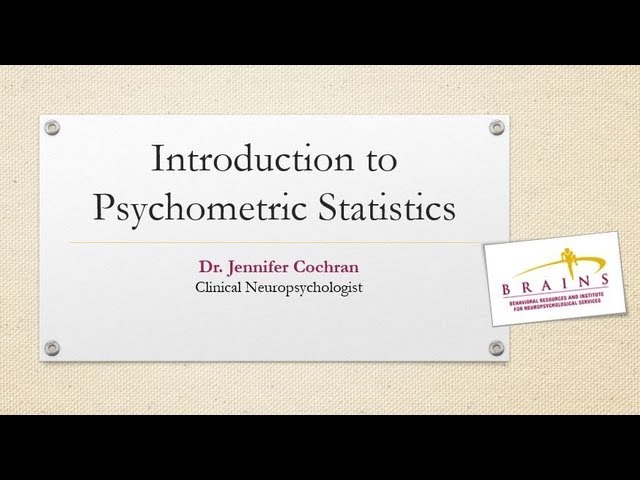 Introduction to
Psychometric Statistics
Dr. Jennifer Cochran
Clinical Neuropsychologist
BRAINS
BEHAVIORAL RESOURCES AND INSTITUTE
FOR NEUROPSYCHOLOGICAL SERVICES